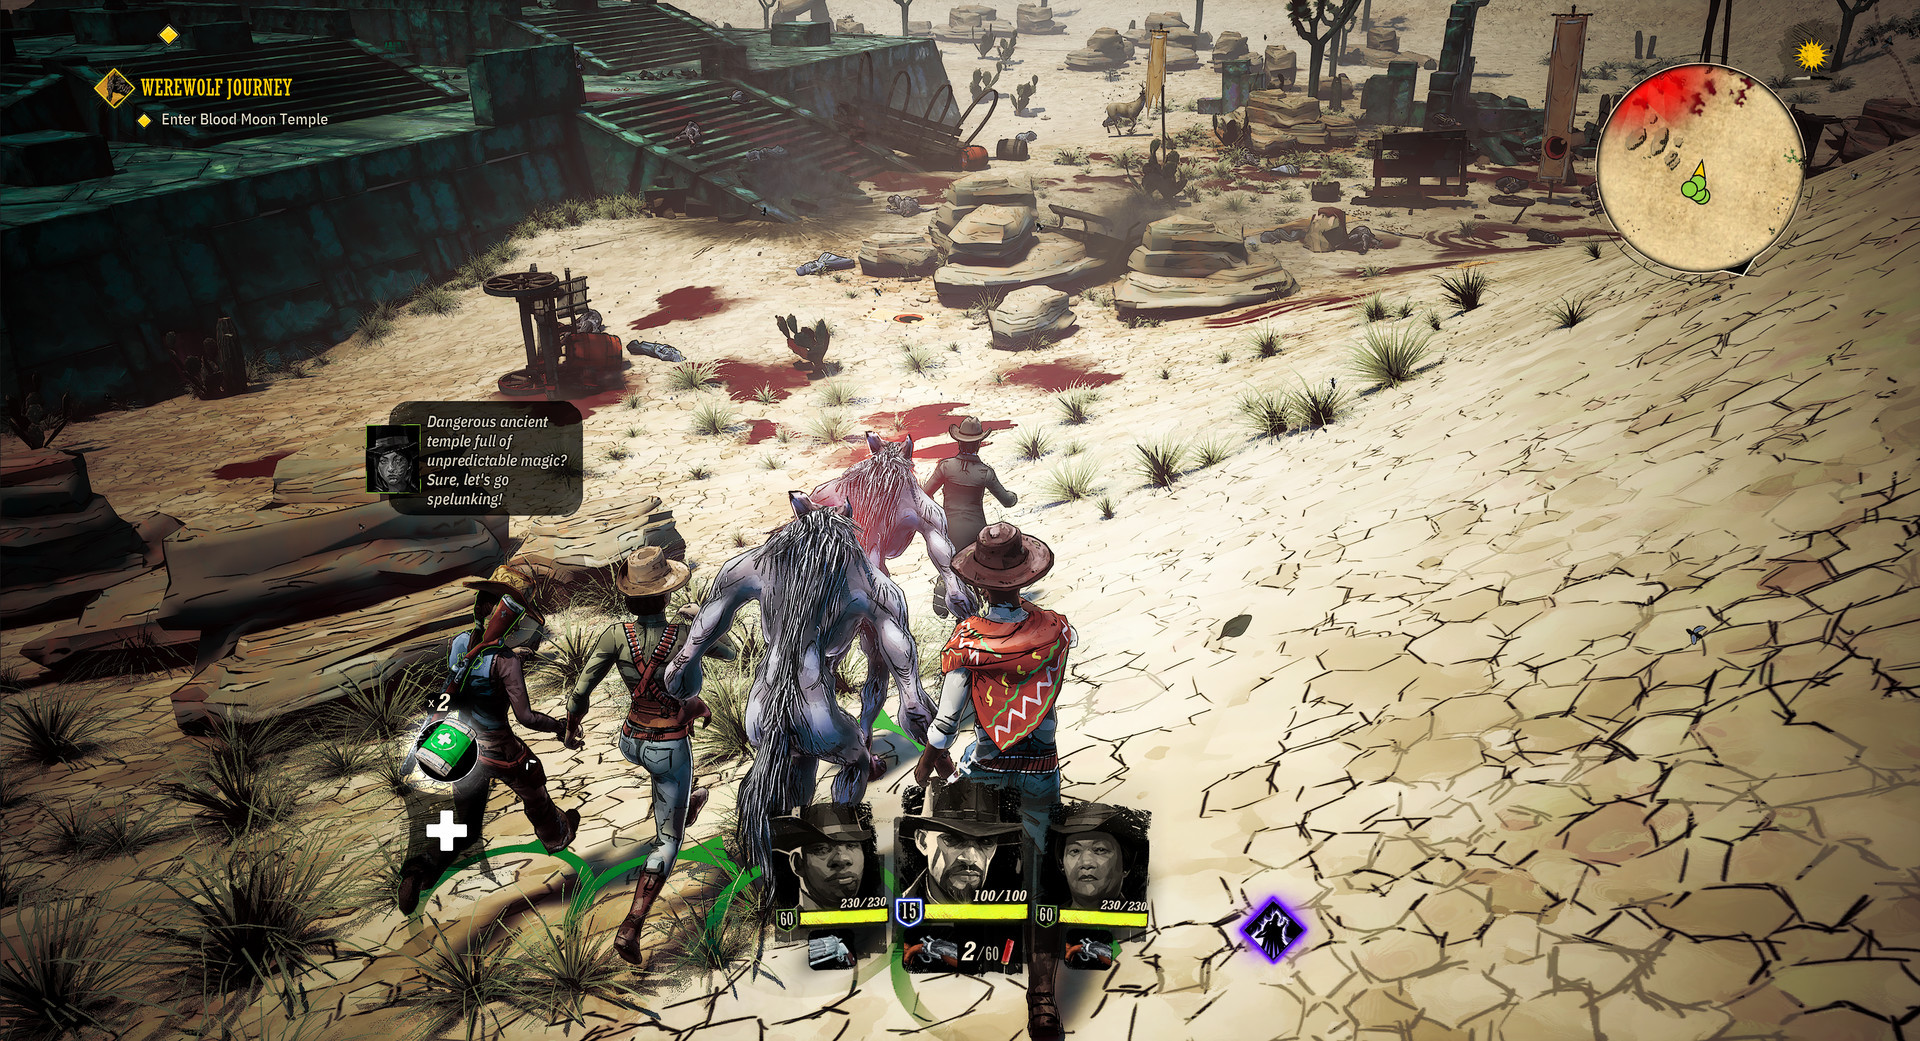 WEREWOLF JOURNEY
Enter Blood Moon Temple
Dangerous ancient
temple full of
unpredictable magic?
Sure, let's go
spelunking!
x2
230/230
60
100/100
15
230/230
60
2/60